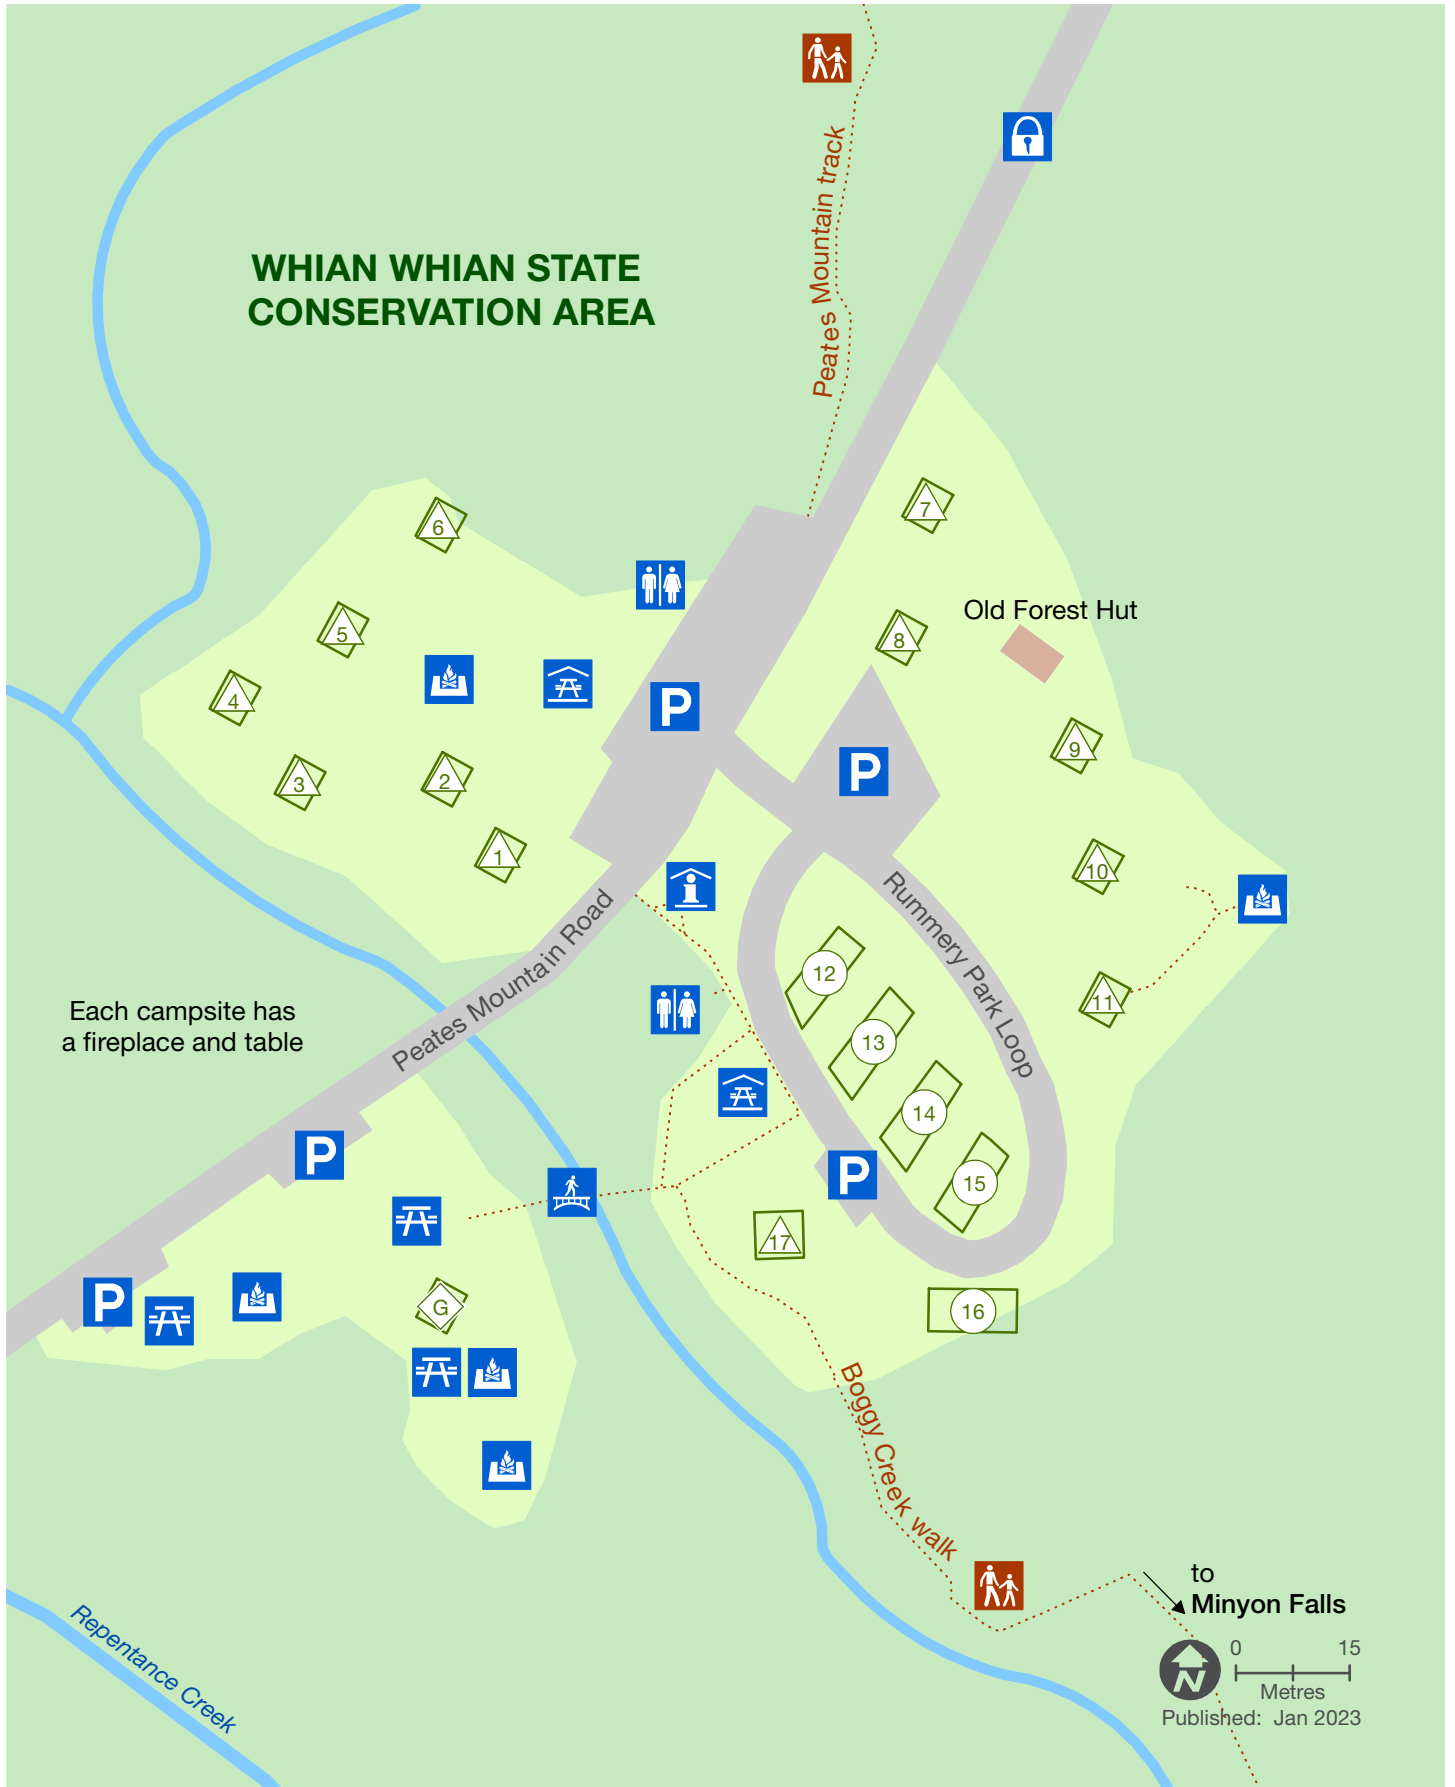 Peates Mountain track
WHIAN WHIAN STATE
CONSERVATION AREA
6
7
5
8
Old Forest Hut
4
P
9
3
2
P
1
10
Rummery Park Loop
Peates Mountain Road
12
11
Each campsite has
a fireplace and table
13
14
P
P
15
17
G
P
16
Boggy Creek walk
to
Minyon Falls
Repentance Creek
N
0 15
Metres
Published: Jan 2023